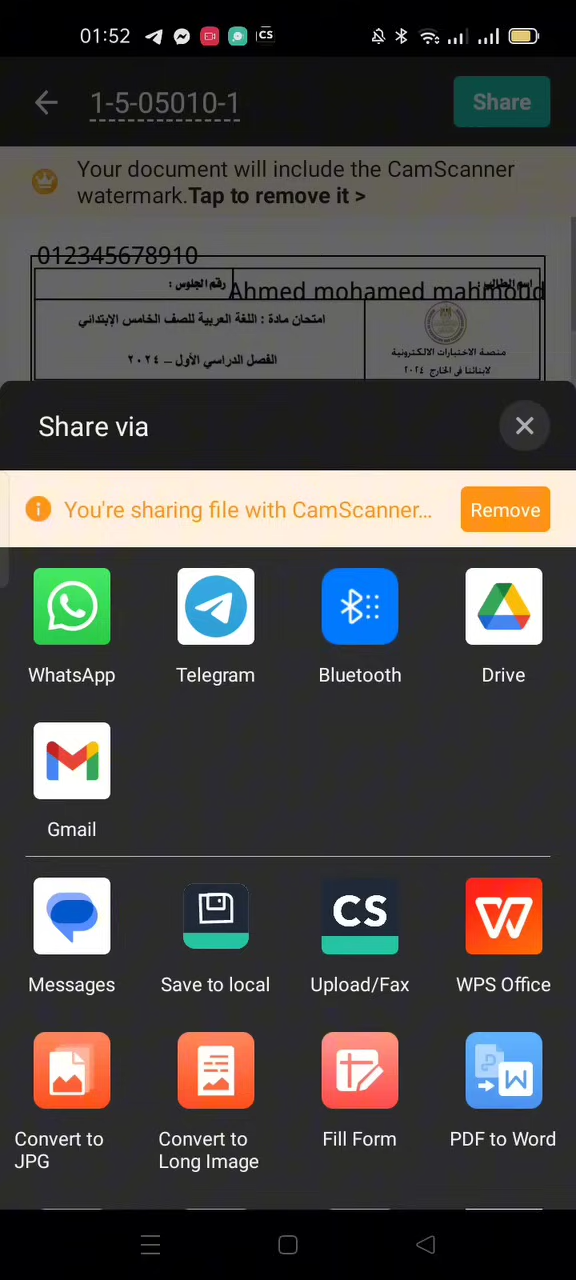 01:52
CS
1-5-05010-1
Share
Your document will include the CamScanner
watermark.Tap to remove it >
012345678910
اسم الطالب :
رقم الجلوس :
Ahmed mohamed mahmoud
امتحان مادة : اللغة العربية للصف الخامس الإبتدائي
الفصل الدراسي الأول – ٢٠٢٤
منصة الاختبارات الالكترونية
لابنائنا فى الخارج ٢٠٢٤
Share via
You're sharing file with CamScanner...
Remove
WhatsApp
Telegram
Bluetooth
Drive
Gmail
CS
Messages
Save to local
Upload/Fax
WPS Office
Convert to
JPG
Convert to
Long Image
Fill Form
PDF to Word